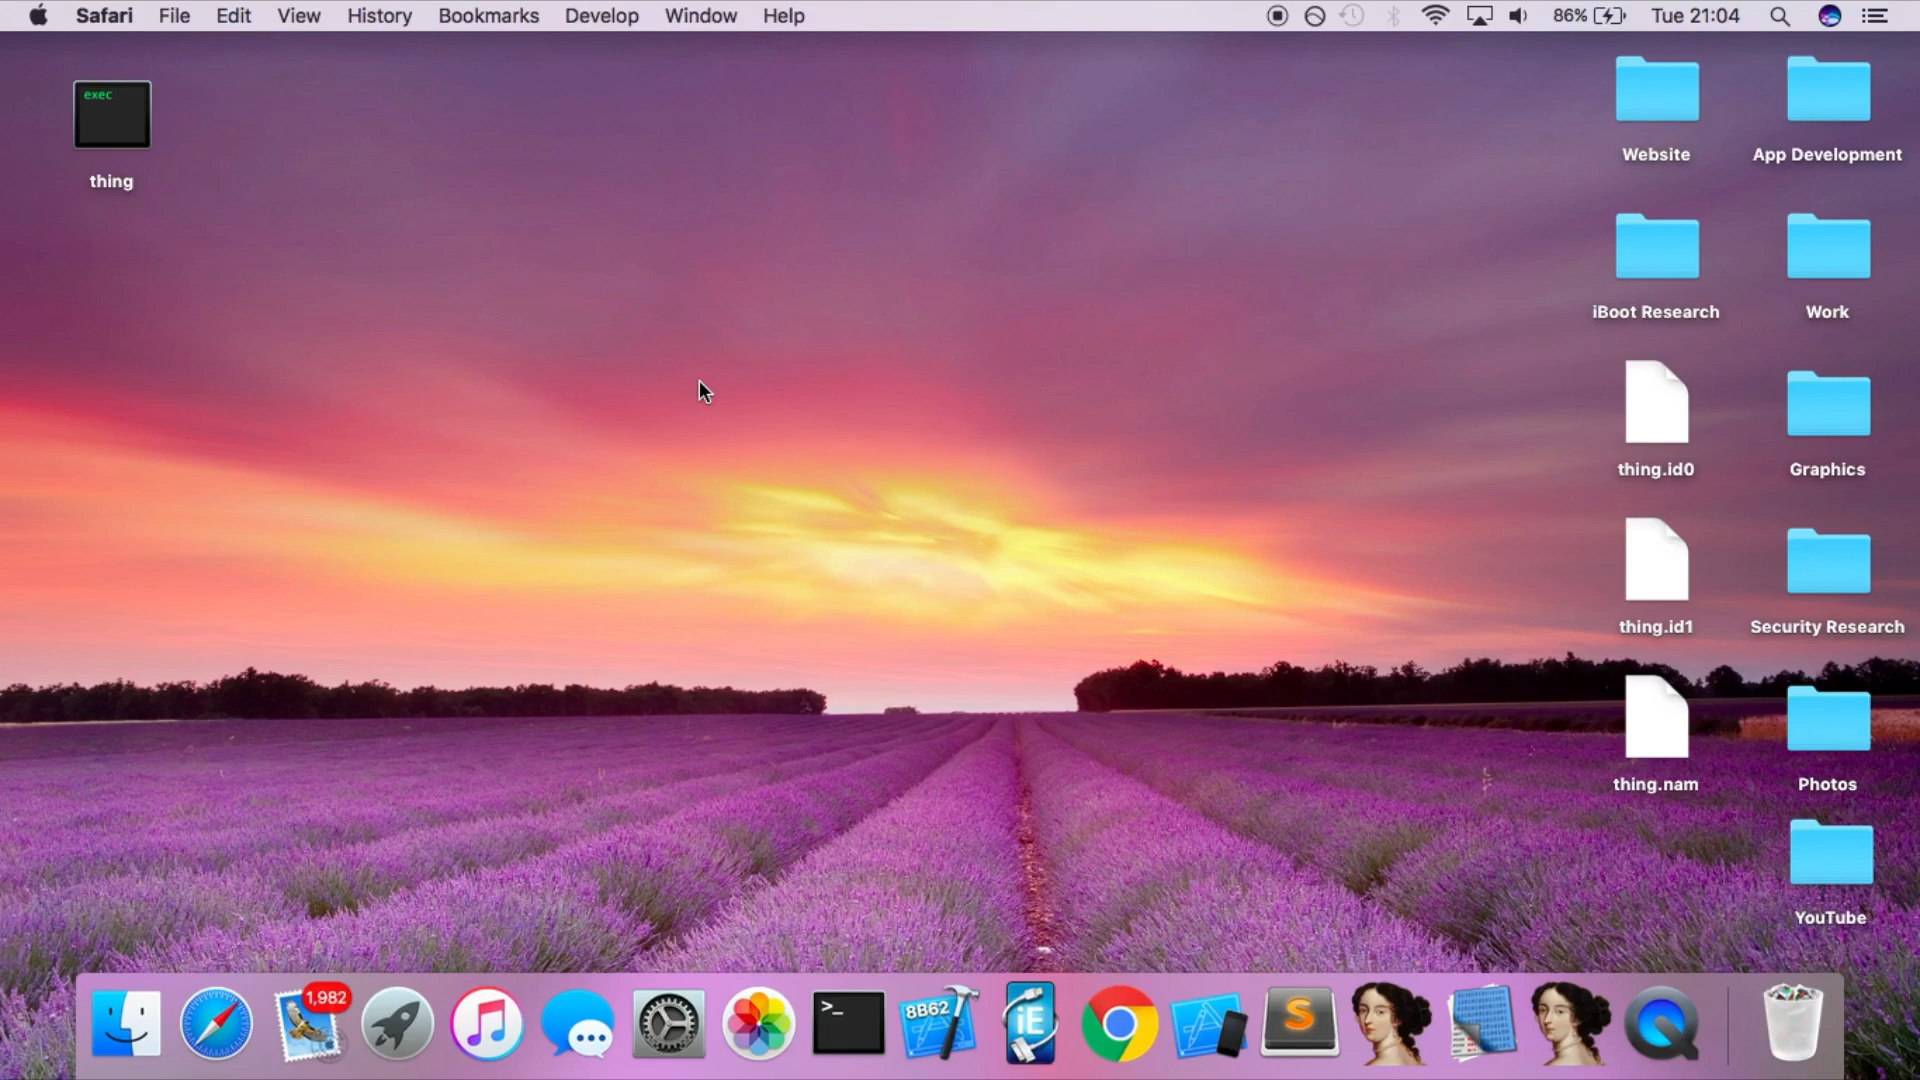 Safari File Edit View History Bookmarks Develop Window Help 86% Tue 21:04
exec
thing
Website
App Development
iBoot Research
Work
thing.id0
Graphics
thing.id1
Security Research
thing.nam
Photos
YouTube
1,982
>_
8B62
iE
S